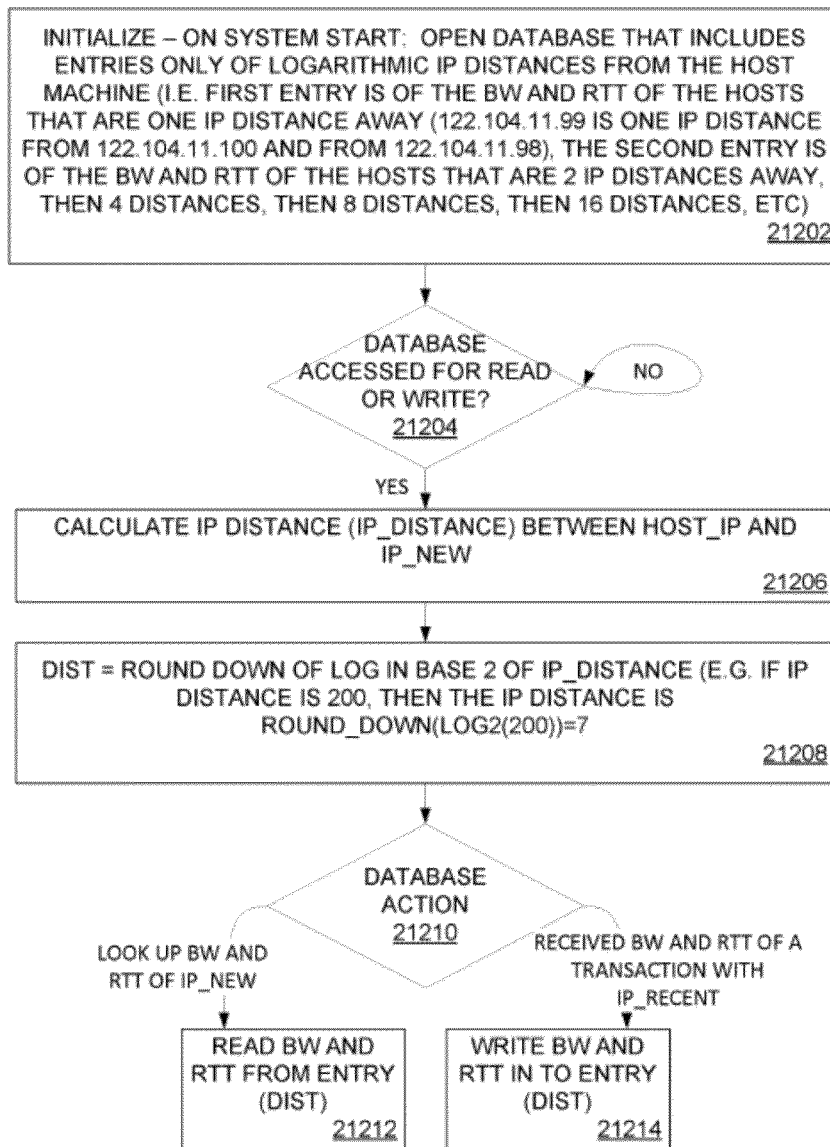 INITIALIZE – ON SYSTEM START: OPEN DATABASE THAT INCLUDES
ENTRIES ONLY OF LOGARITHMIC IP DISTANCES FROM THE HOST
MACHINE (I.E. FIRST ENTRY IS OF THE BW AND RTT OF THE HOSTS
THAT ARE ONE IP DISTANCE AWAY (122.104.11.99 IS ONE IP DISTANCE
FROM 122.104.11.100 AND FROM 122.104.11.98), THE SECOND ENTRY IS
OF THE BW AND RTT OF THE HOSTS THAT ARE 2 IP DISTANCES AWAY,
THEN 4 DISTANCES, THEN 8 DISTANCES, THEN 16 DISTANCES, ETC)
21202
DATABASE
ACCESSED FOR READ
OR WRITE?
21204
NO
YES
CALCULATE IP DISTANCE (IP_DISTANCE) BETWEEN HOST_IP AND
IP_NEW
21206
DIST = ROUND DOWN OF LOG IN BASE 2 OF IP_DISTANCE (E.G. IF IP
DISTANCE IS 200, THEN THE IP DISTANCE IS
ROUND_DOWN(LOG2(200))=7
21208
DATABASE
ACTION
21210
LOOK UP BW AND
RTT OF IP_NEW
RECEIVED BW AND RTT OF A
TRANSACTION WITH
IP_RECENT
READ BW AND
RTT FROM ENTRY
(DIST)
21212
WRITE BW AND
RTT IN TO ENTRY
(DIST)
21214